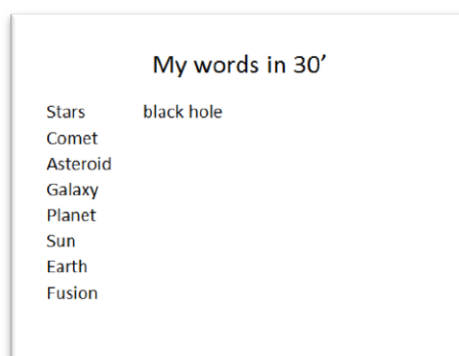 My words in 30’
Stars black hole
Comet
Asteroid
Galaxy
Planet
Sun
Earth
Fusion